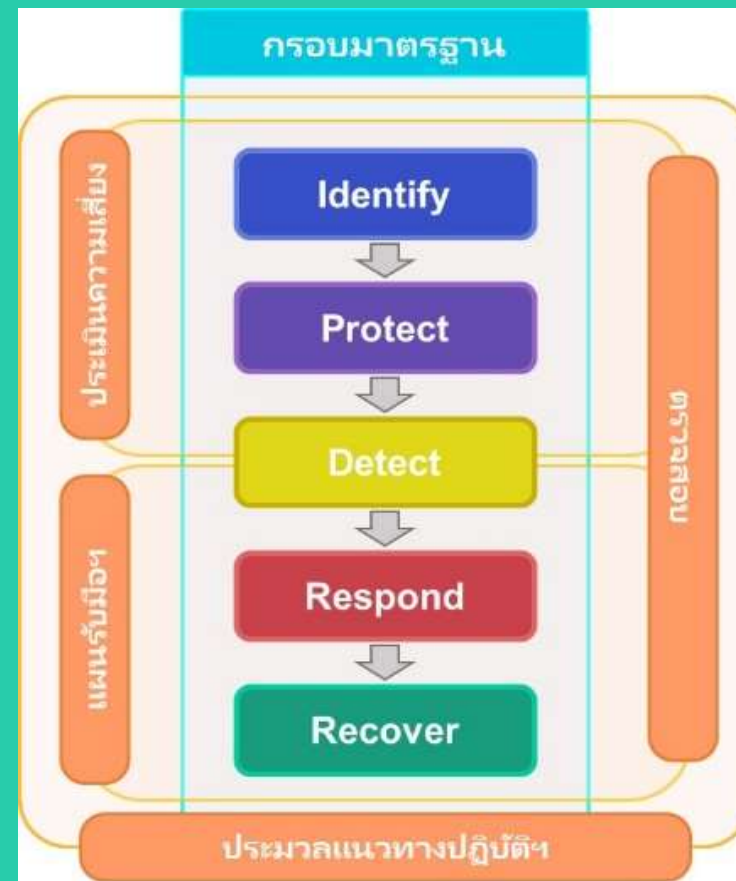 กรอบมาตรฐาน
ประเมินความเสี่ยง
Identify
Protect
Detect
ตรวจสอบ
แผนรับมือฯ
Respond
Recover
ประมวลแนวทางปฏิบัติฯ